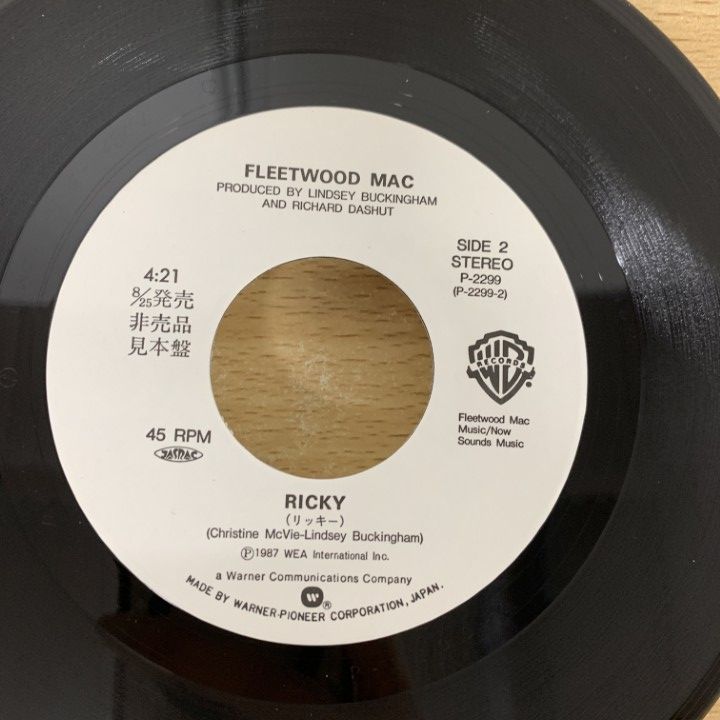 FLEETWOOD MAC
PRODUCED BY LINDSEY BUCKINGHAM
AND RICHARD DASHUT
SIDE 2
STEREO
P-2299
(P-2299-2)
4:21
8/25発売
非売品
見本盤
RECORDS
Fleetwood Mac
Music/Now
Sounds Music
45 RPM
JASRAC
RICKY
(リッキー)
(Christine McVie-Lindsey Buckingham)
Ⓟ1987 WEA International Inc.
a Warner Communications Company
®
MADE BY WARNER-PIONEER CORPORATION, JAPAN.